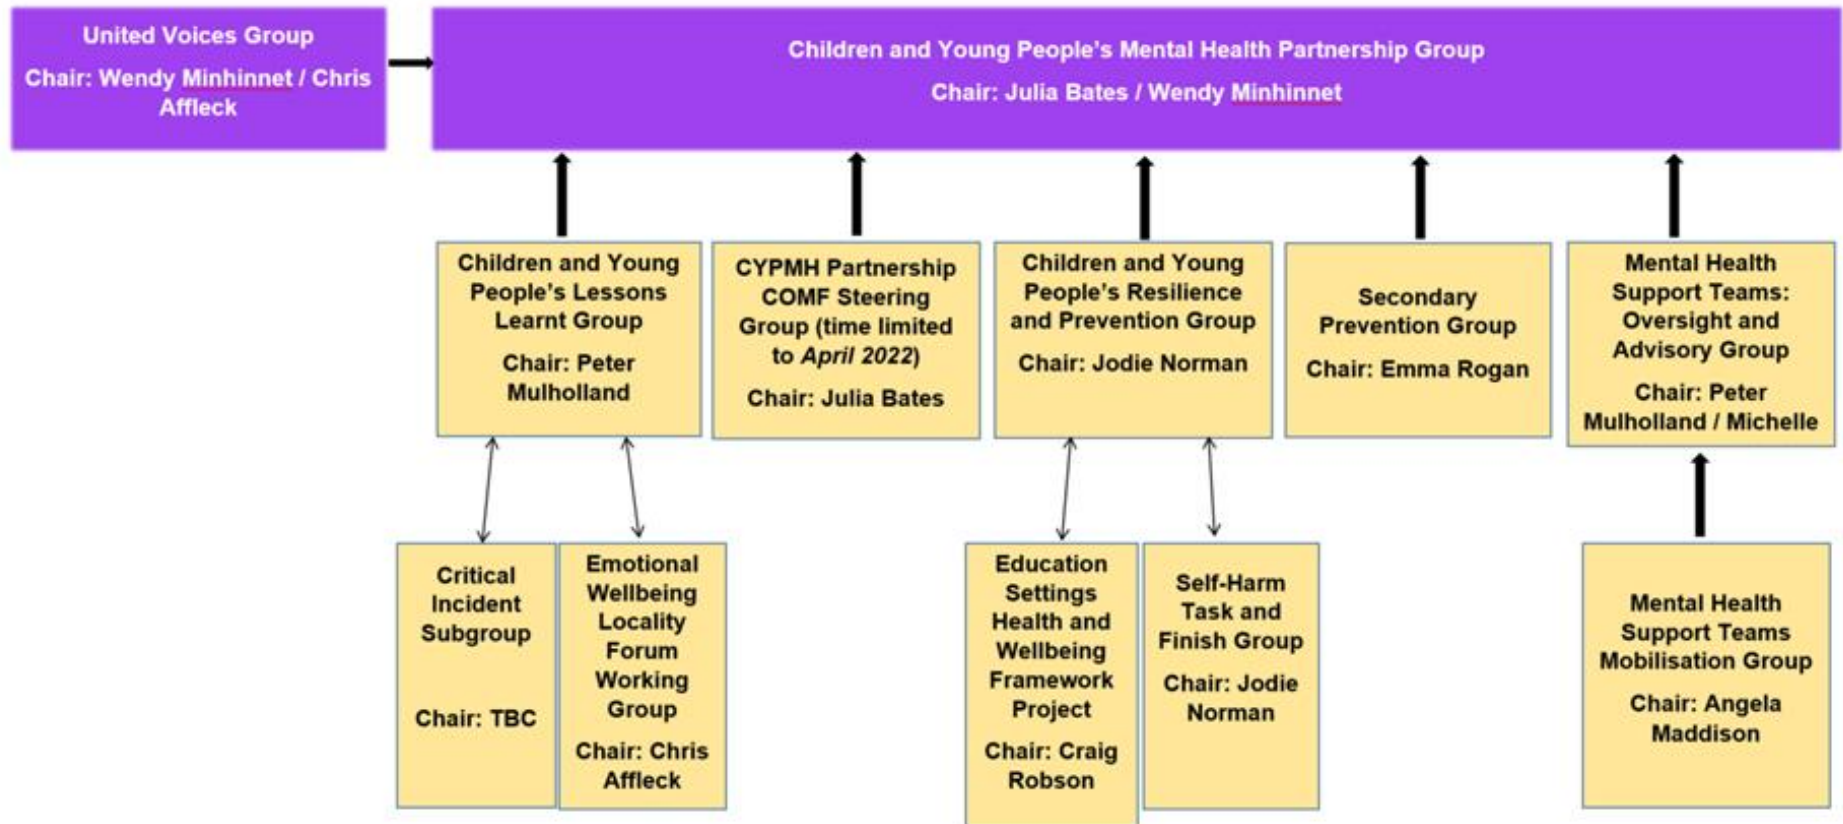 United Voices Group
Chair: Wendy Minhinnet / Chris
Affleck
Children and Young People's Mental Health Partnership Group
Chair: Julia Bates / Wendy Minhinnet
Children and Young
People's Lessons
Learnt Group
Chair: Peter
Mulholland
CYPMH Partnership
COMF Steering
Group (time limited
to April 2022)
Chair: Julia Bates
Children and Young
People's Resilience
and Prevention Group
Chair: Jodie Norman
Secondary
Prevention Group
Chair: Emma Rogan
Mental Health
Support Teams:
Oversight and
Advisory Group
Chair: Peter
Mulholland / Michelle
Critical
Incident
Subgroup
Chair: TBC
Emotional
Wellbeing
Locality
Forum
Working
Group
Chair: Chris
Affleck
Education
Settings
Health and
Wellbeing
Framework
Project
Chair: Craig
Robson
Self-Harm
Task and
Finish Group
Chair: Jodie
Norman
Mental Health
Support Teams
Mobilisation Group
Chair: Angela
Maddison